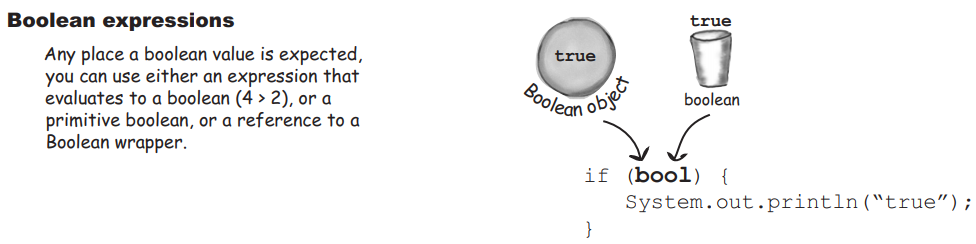 Boolean expressions
Any place a boolean value is expected,
you can use either an expression that
evaluates to a boolean (4 > 2), or a
primitive boolean, or a reference to a
Boolean wrapper.
true
Boolean object
true
boolean
if (bool) {
System.out.println(“true”);
}